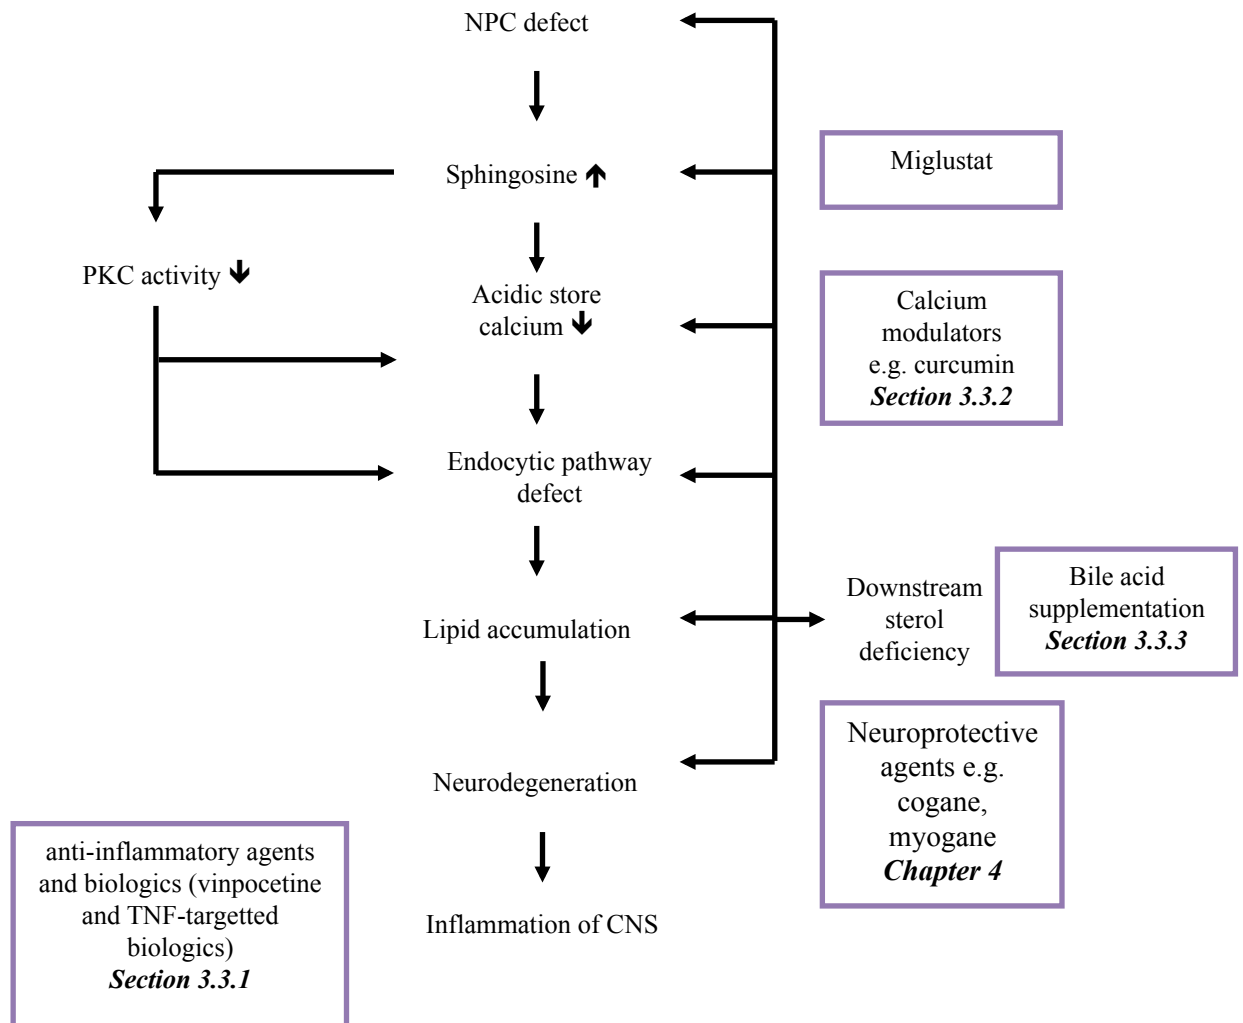 NPC defect
Miglustat
Sphingosine 🡹
PKC activity 🡻
Acidic store
calcium 🡻
Calcium
modulators
e.g. curcumin
Section 3.3.2
Endocytic pathway
defect
Lipid accumulation
Downstream
sterol
deficiency
Bile acid
supplementation
Section 3.3.3
Neurodegeneration
Neuroprotective
agents e.g.
cogane,
myogane
Chapter 4
anti-inflammatory agents
and biologics (vinpocetine
and TNF-targetted
biologics)
Section 3.3.1
Inflammation of CNS